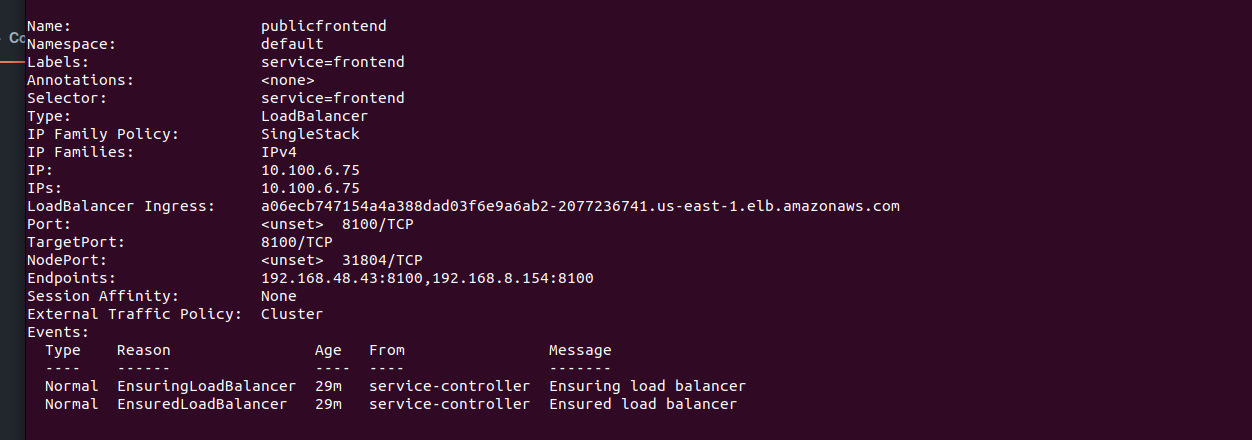 Co
Name:                     publicfrontend
Namespace:                default
Labels:                   service=frontend
Annotations:              <none>
Selector:                 service=frontend
Type:                     LoadBalancer
IP Family Policy:         SingleStack
IP Families:              IPv4
IP:                       10.100.6.75
IPs:                      10.100.6.75
LoadBalancer Ingress:     a06ecb747154a4a388dad03f6e9a6ab2-2077236741.us-east-1.elb.amazonaws.com
Port:                     <unset>  8100/TCP
TargetPort:               8100/TCP
NodePort:                 <unset>  31804/TCP
Endpoints:                192.168.48.43:8100,192.168.8.154:8100
Session Affinity:         None
External Traffic Policy:  Cluster
Events:
  Type    Reason                Age   From                Message
  ----    ------                ----  ----                -------
  Normal  EnsuringLoadBalancer  29m   service-controller  Ensuring load balancer
  Normal  EnsuredLoadBalancer   29m   service-controller  Ensured load balancer